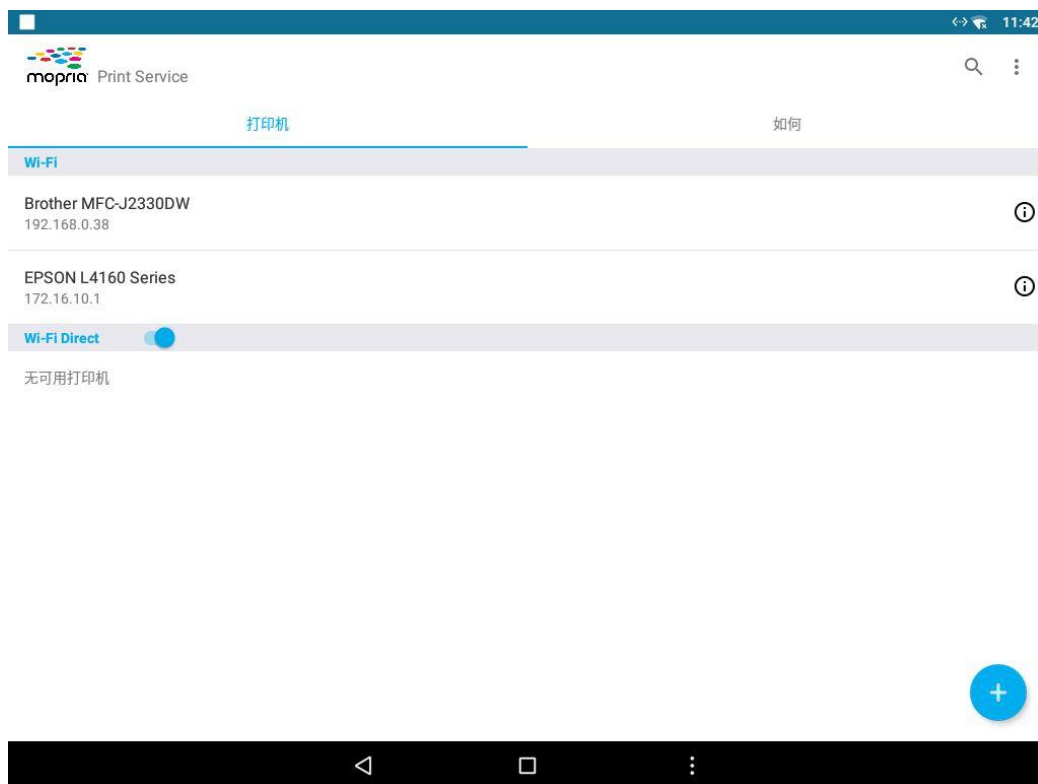 11:42
mopria Print Service
打印机
如何
Wi-Fi
Brother MFC-J2330DW
192.168.0.38
EPSON L4160 Series
172.16.10.1
Wi-Fi Direct
无可用打印机